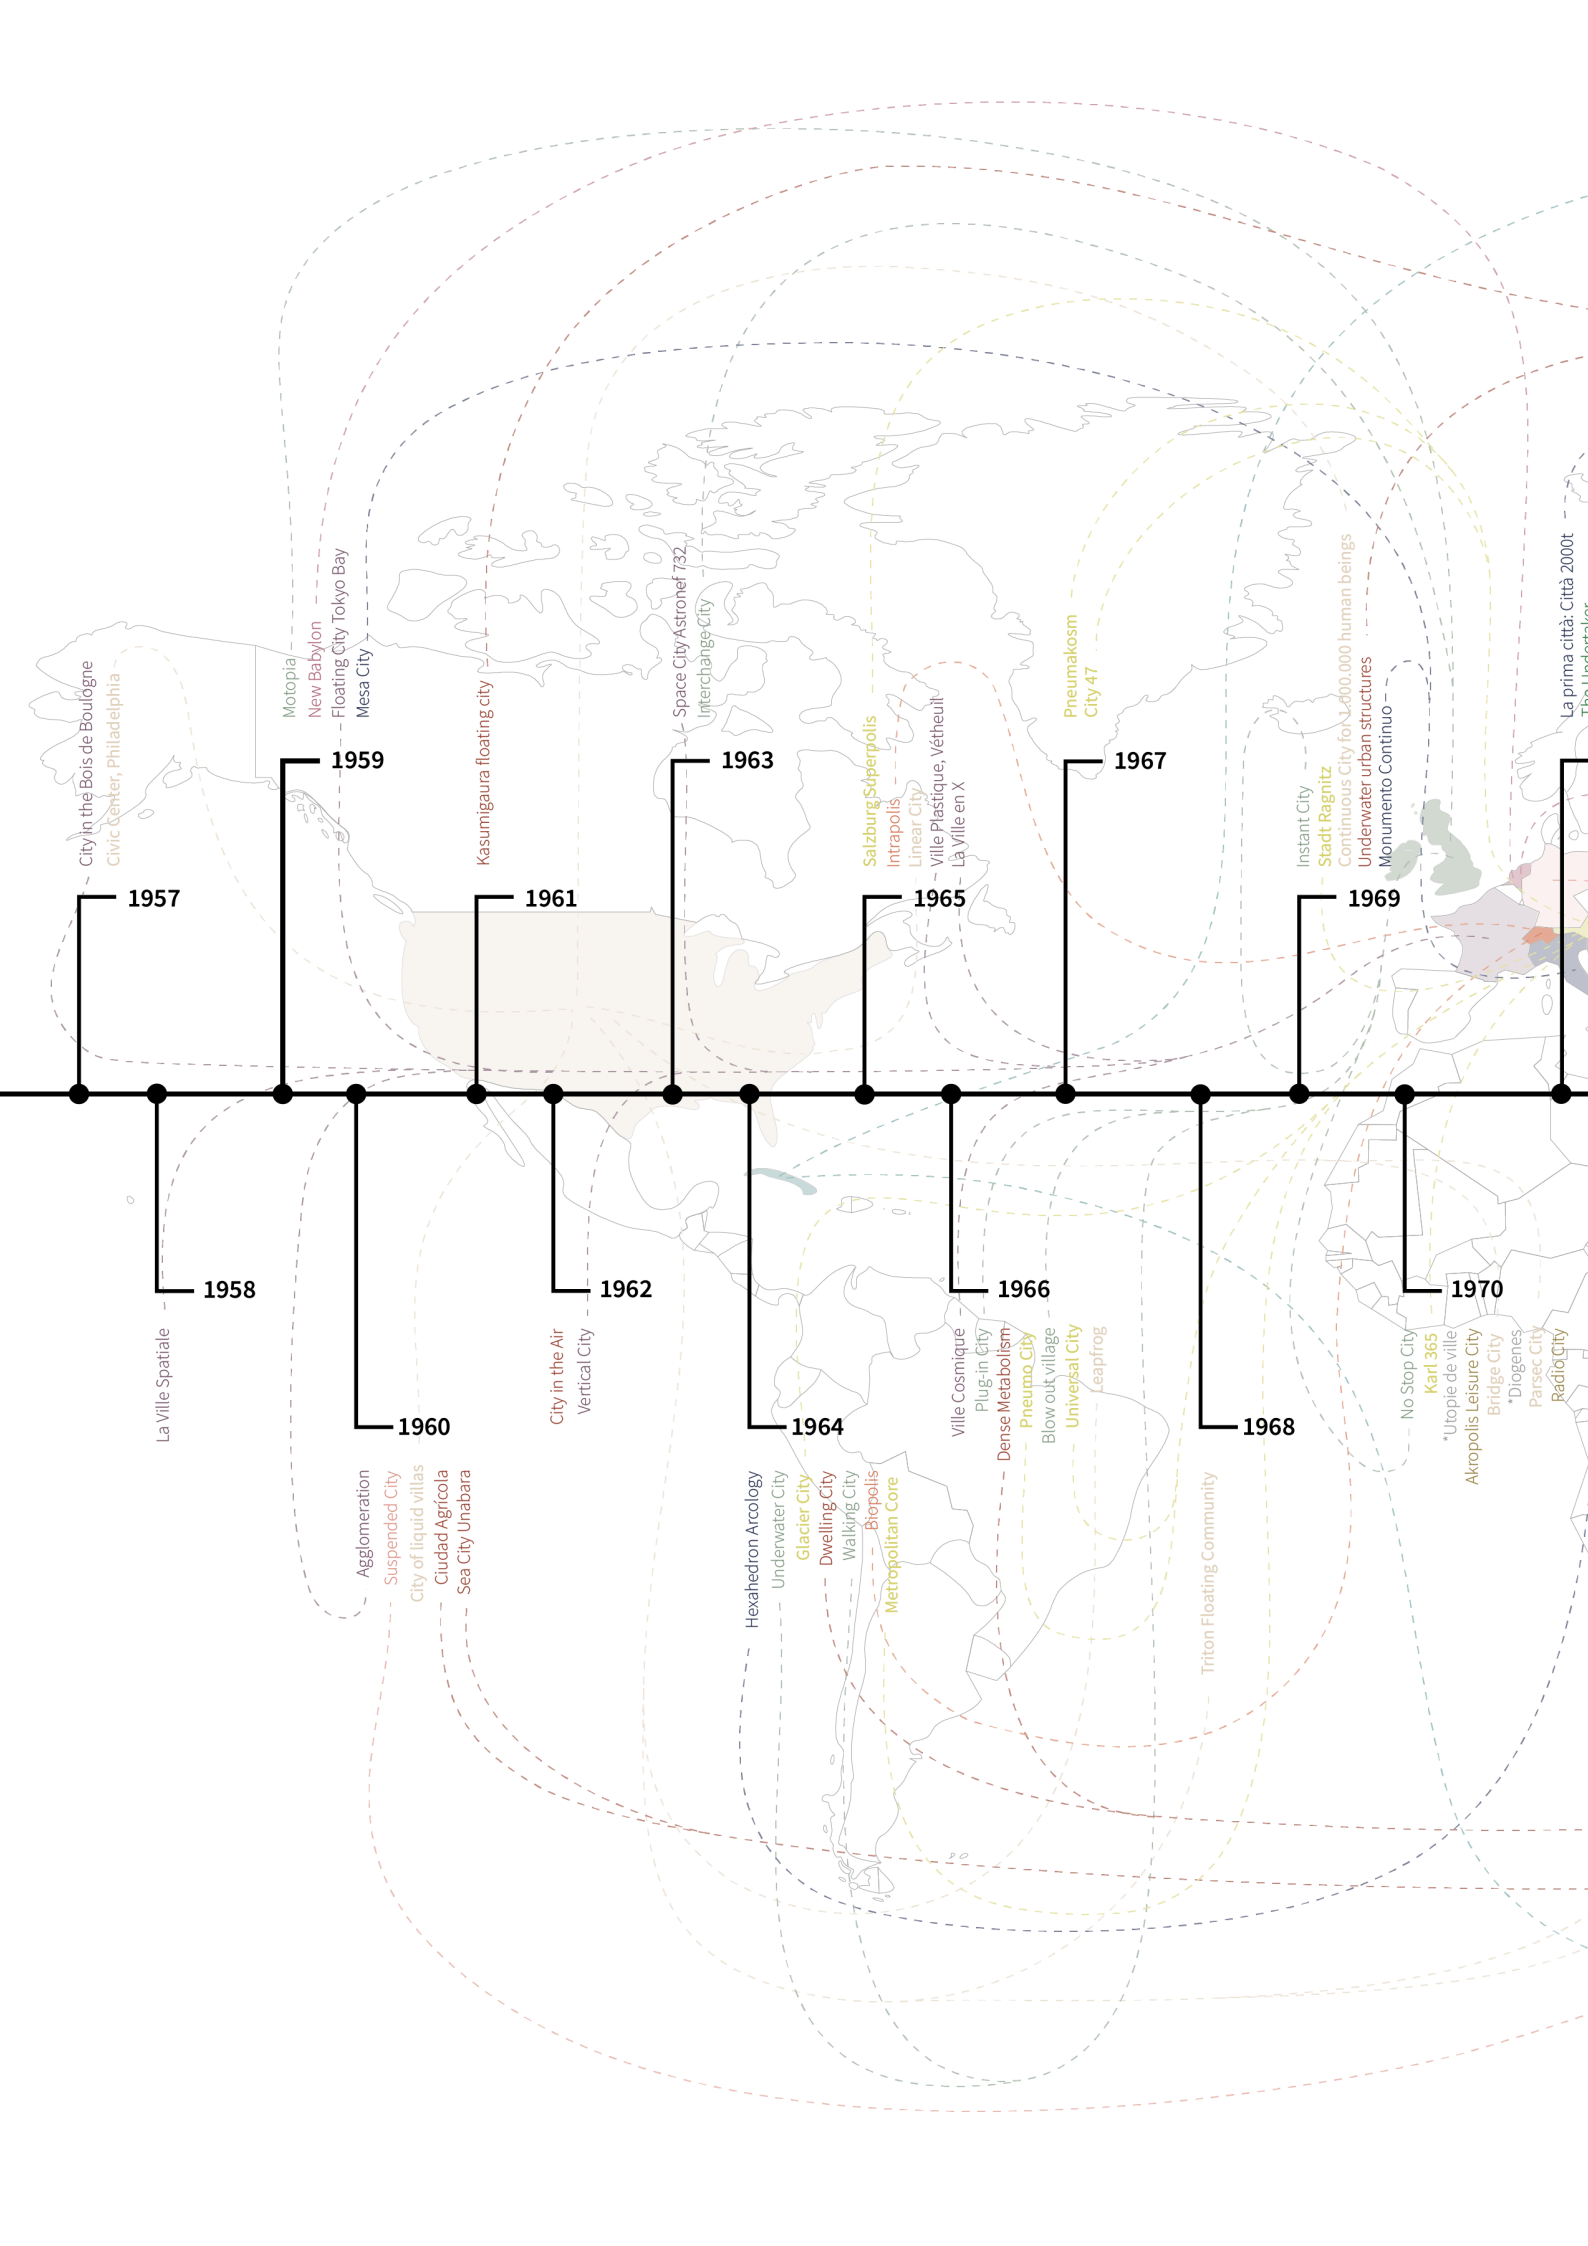 City in the Bois de Boulogne
Civic Center, Philadelphia
1957
La Ville Spatiale
1958
Motopia
New Babylon
Floating City Tokyo Bay
Mesa City
1959
Agglomeration
Suspended City
City of liquid villas
Ciudad Agrícola
Sea City Unabara
1960
Kasumigaura floating city
1961
City in the Air
Vertical City
1962
Space City Astronef 732
Interchange City
1963
Hexahedron Arcology
Underwater City
Glacier City
Dwelling City
Walking City
Biopolis
Metropolitan Core
1964
Salzburg Superpolis
Intrapolis
Linear City
Ville Plastique, Vétheuil
La Ville en X
1965
Ville Cosmique
Plug-in City
Dense Metabolism
Pneumo City
Blow out village
Universal City
Leapfrog
1966
Pneumakosm
City 47
1967
Triton Floating Community
1968
Instant City
Stadt Ragnitz
Continuous City for 1.000.000 human beings
Underwater urban structures
Monumento Continuo
1969
No Stop City
Karl 365
*Utopie de ville
Akropolis Leisure City
Bridge City
*Diogenes
Parsec City
Radio City
1970
La prima città: Città 2000t
The Undertaker